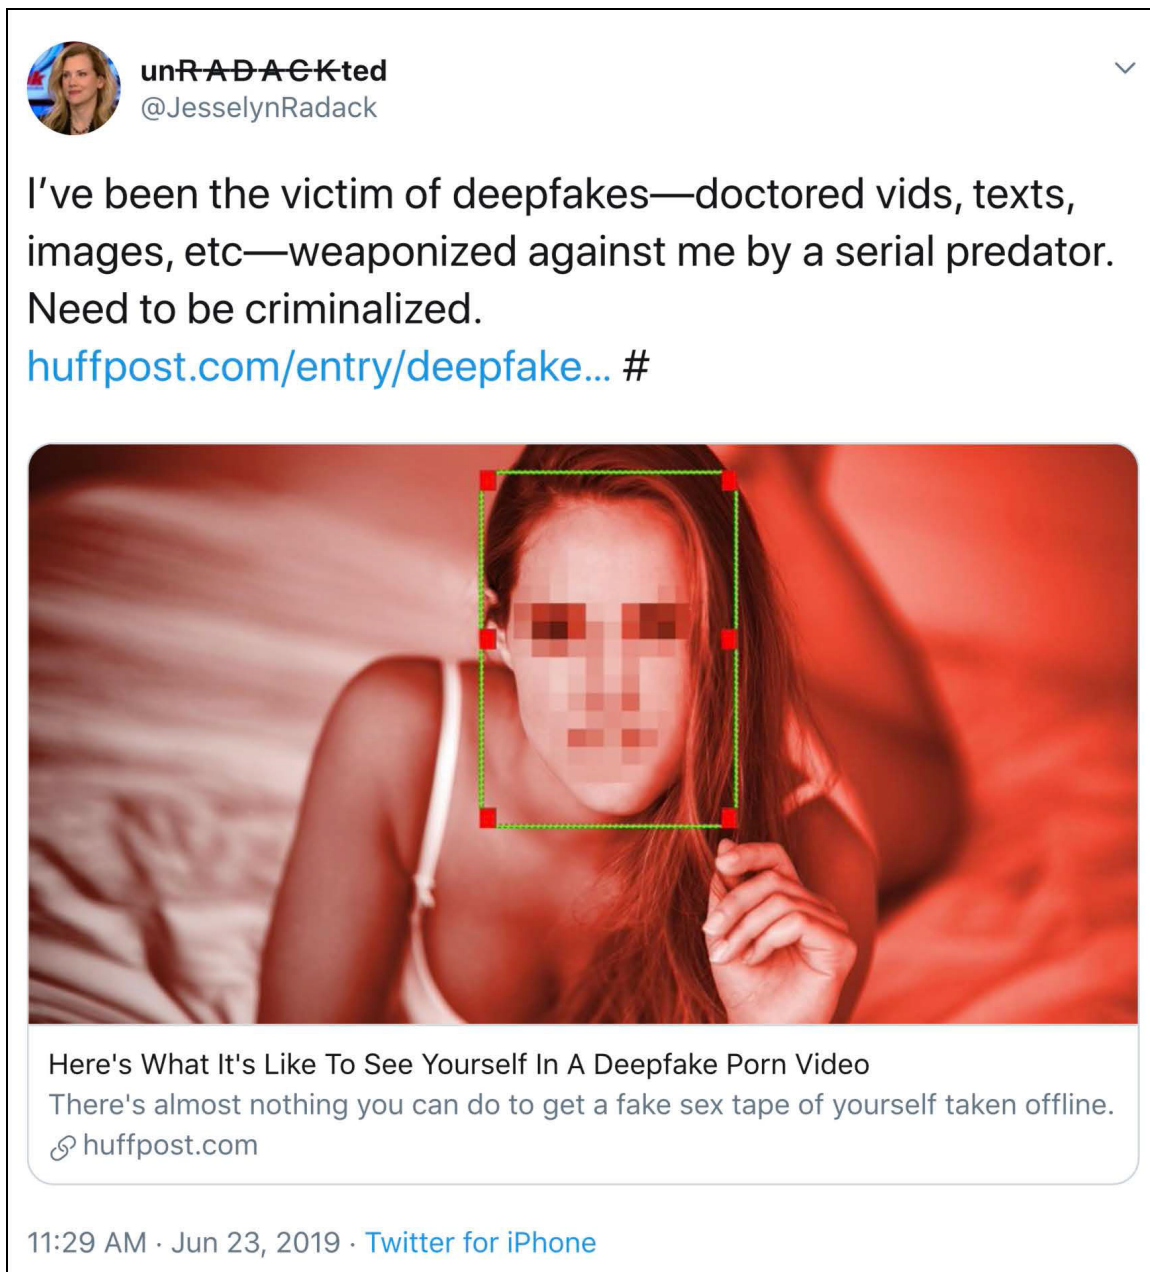 unRADACKted
@JesselynRadack
I’ve been the victim of deepfakes—doctored vids, texts,
images, etc—weaponized against me by a serial predator.
Need to be criminalized.
huffpost.com/entry/deepfake... #
Here's What It's Like To See Yourself In A Deepfake Porn Video
There's almost nothing you can do to get a fake sex tape of yourself taken offline.
huffpost.com
11:29 AM · Jun 23, 2019 · Twitter for iPhone